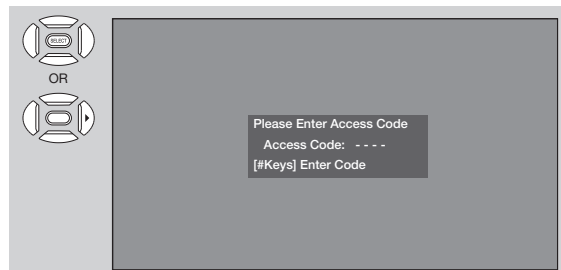 SELECT
OR
Please Enter Access Code
Access Code: - - - -
[#Keys] Enter Code